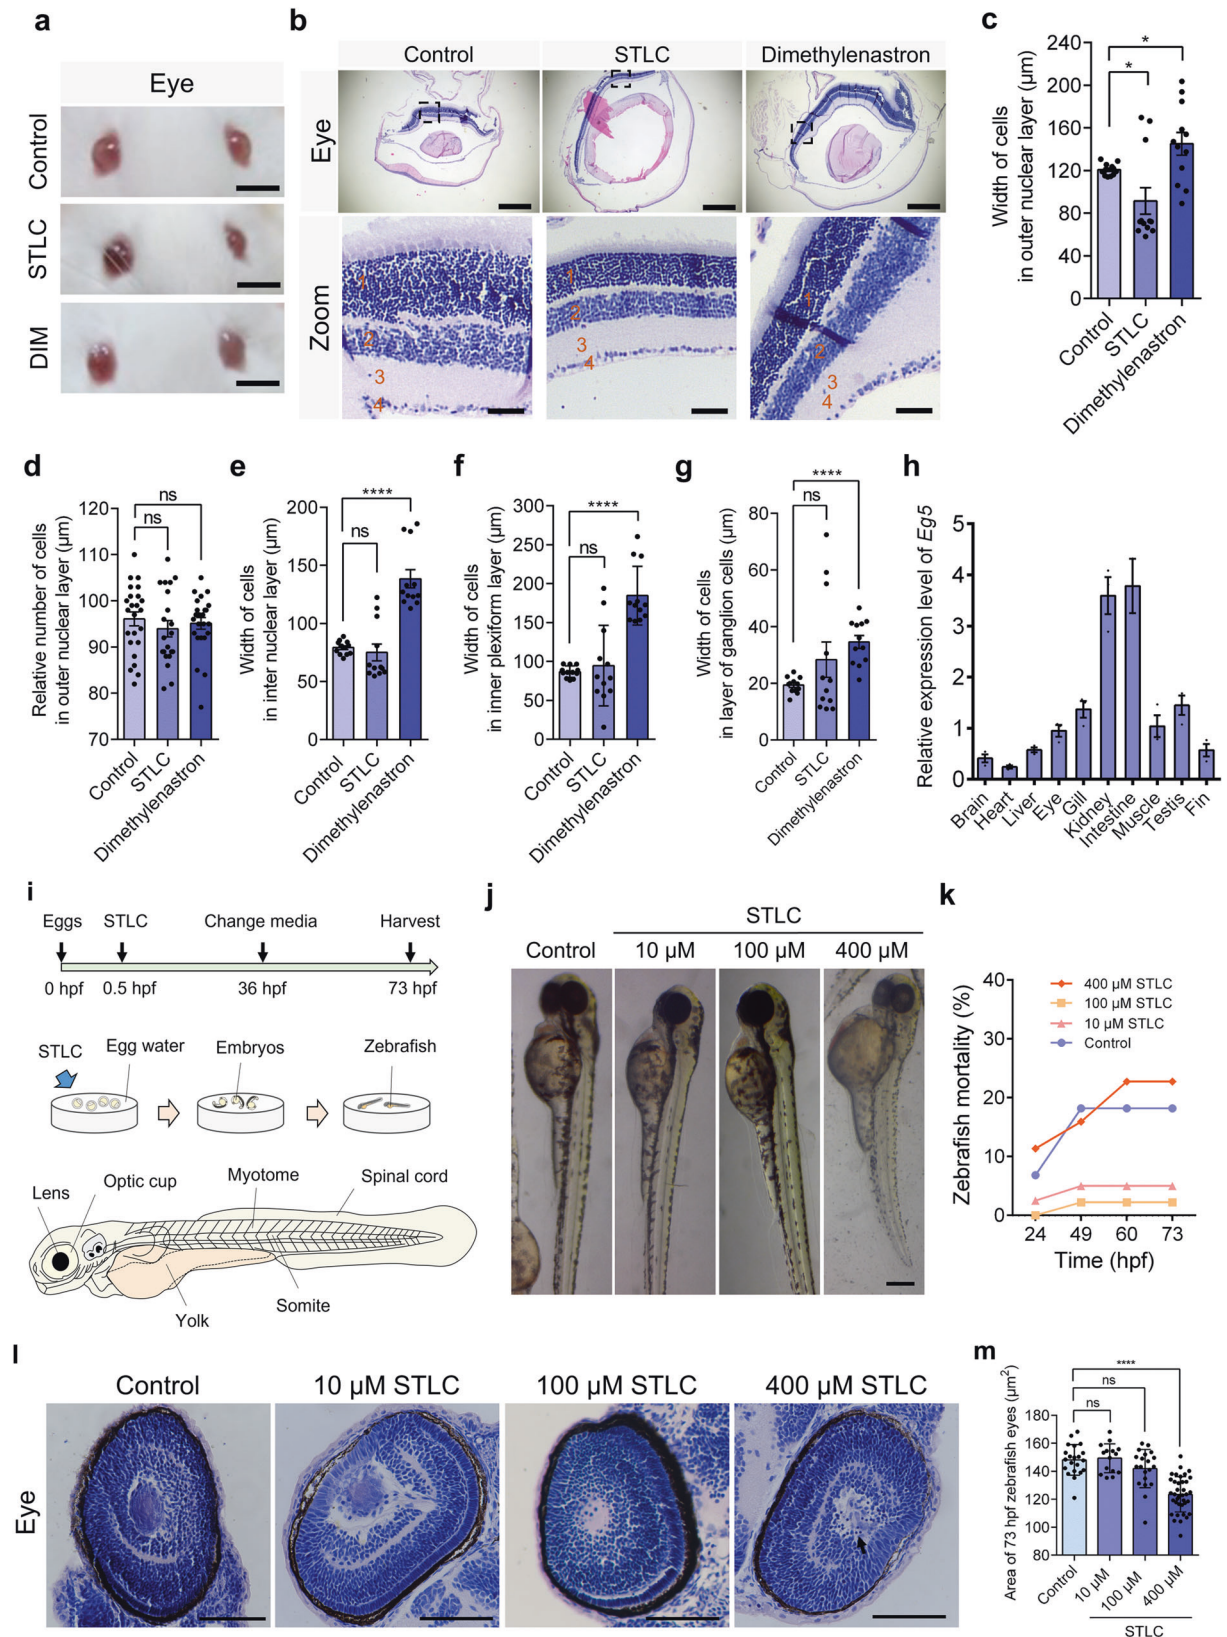 a
Eye
Control
STLC
DIM
b
Control
STLC
Dimethylenastron
Eye
Zoom
1
2
3
4
1
2
3
4
1
2
3
4
c
Width of cells
in outer nuclear layer (µm)
240
200
160
120
80
40
0
*
*
Control
STLC
Dimethylenastron
d
Relative number of cells
in outer nuclear layer (µm)
120
110
100
90
80
70
ns
ns
Control
STLC
Dimethylenastron
e
Width of cells
in inter nuclear layer (µm)
200
150
100
50
0
****
ns
Control
STLC
Dimethylenastron
f
Width of cells
in inner plexiform layer (µm)
300
250
200
150
100
50
0
****
ns
Control
STLC
Dimethylenastron
g
Width of cells
in layer of ganglion cells (µm)
80
60
40
20
0
****
ns
Control
STLC
Dimethylenastron
h
Relative expression level of Eg5
5
4
3
2
1
0
Brain
Heart
Liver
Eye
Gill
Kidney
Intestine
Muscle
Testis
Fin
i
Eggs
STLC
Change media
Harvest
0 hpf
0.5 hpf
36 hpf
73 hpf
STLC
Egg water
Embryos
Zebrafish
Lens
Optic cup
Myotome
Spinal cord
Yolk
Somite
j
STLC
Control
10 µM
100 µM
400 µM
k
Zebrafish mortality (%)
40
30
20
10
0
400 µM STLC
100 µM STLC
10 µM STLC
Control
24
49
60
73
Time (hpf)
l
Control
10 µM STLC
100 µM STLC
400 µM STLC
Eye
m
Area of 73 hpf zebrafish eyes (µm²)
180
160
140
120
100
80
****
ns
ns
Control
10 µM
100 µM
400 µM
STLC